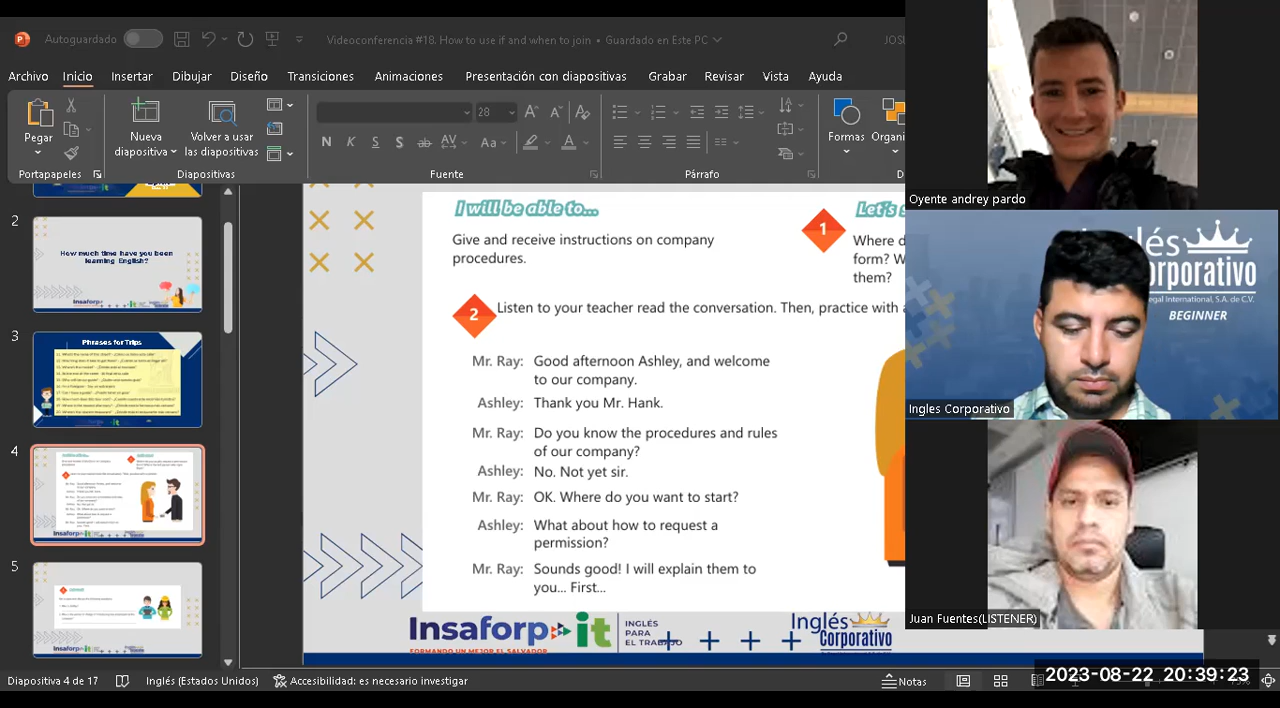 Autoguardado
Videoconferencia #18. How to use if and when to join • Guardado en Este PC
Archivo Inicio Insertar Dibujar Diseño Transiciones Animaciones Presentación con diapositivas Grabar Revisar Vista Ayuda
Pegar
Nueva
diapositiva
Volver a usar
las diapositivas
28
N K S S ab AV Aa A
Formas
Portapapeles
Diapositivas
Fuente
Párrafo
2
How much time have you been
learning English?
3
Phrases for Trips
4
5
I will be able to...
Give and receive instructions on company
procedures.
1
Let's s
Where d
form? W
them?
2
Listen to your teacher read the conversation. Then, practice with a
Mr. Ray: Good afternoon Ashley, and welcome
to our company.
Ashley: Thank you Mr. Hank.
Mr. Ray: Do you know the procedures and rules
of our company?
Ashley: No. Not yet sir.
Mr. Ray: OK. Where do you want to start?
Ashley: What about how to request a
permission?
Mr. Ray: Sounds good! I will explain them to
you... First...
Insaforp it
FORMANDO UN MEJOR EL SALVADOR
INGLÉS
PARA
EL TRABAJO
Inglés
Corporativo
Oyente andrey pardo
Inglés
Corporativo
Legal International, S.A. de C.V.
BEGINNER
Ingles Corporativo
Juan Fuentes(LISTENER)
Diapositiva 4 de 17
Inglés (Estados Unidos)
Accesibilidad: es necesario investigar
Notas
2023-08-22 20:39:23